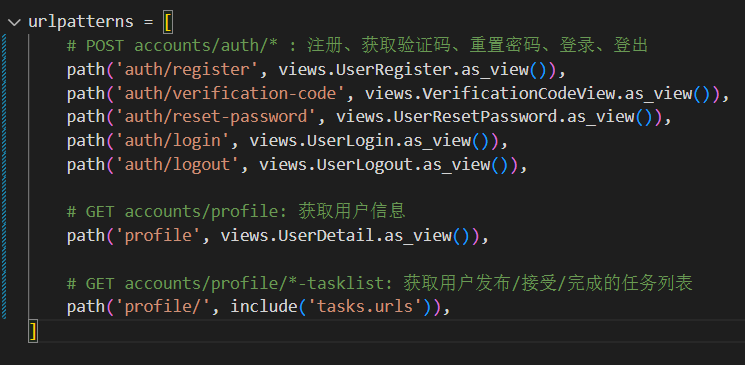 urlpatterns = [
# POST accounts/auth/* : 注册、获取验证码、重置密码、登录、登出
path('auth/register', views.UserRegister.as_view()),
path('auth/verification-code', views.VerificationCodeView.as_view()),
path('auth/reset-password', views.UserResetPassword.as_view()),
path('auth/login', views.UserLogin.as_view()),
path('auth/logout', views.UserLogout.as_view()),
# GET accounts/profile: 获取用户信息
path('profile', views.UserDetail.as_view()),
# GET accounts/profile/*-tasklist: 获取用户发布/接受/完成的任务列表
path('profile/', include('tasks.urls')),
]